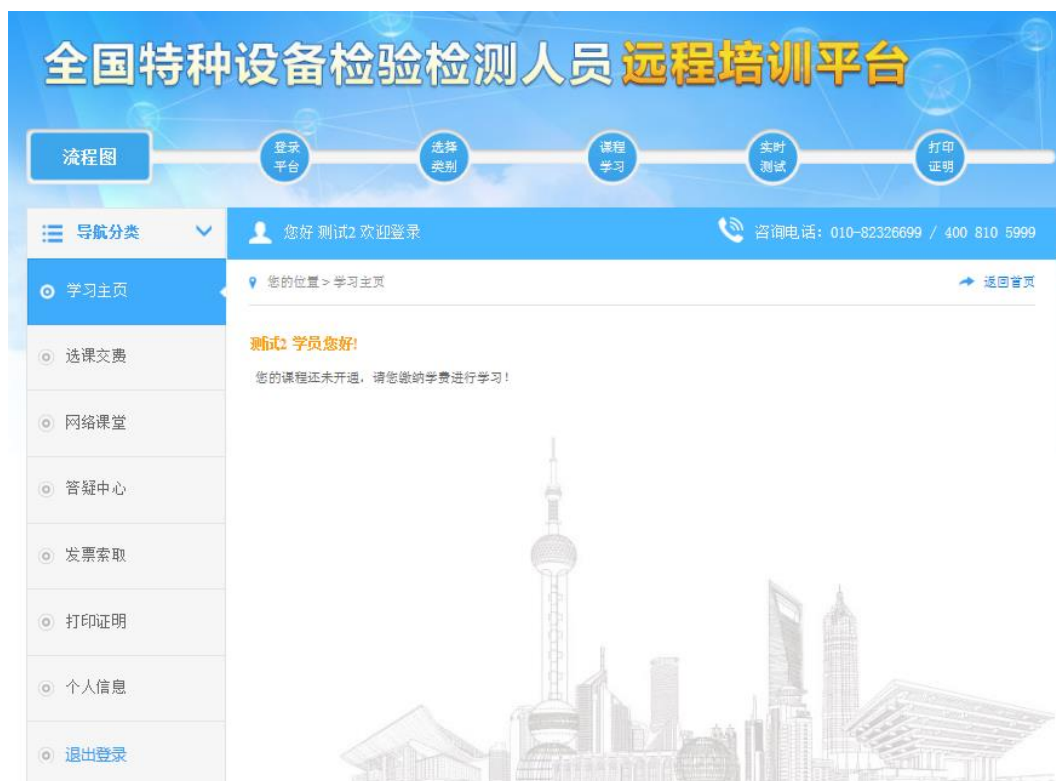 全国特种设备检验检测人员远程培训平台
流程图
登录
平台
选择
类别
课程
学习
实时
测试
打印
证明
导航分类
您好 测试2 欢迎登录
咨询电话：010-82326699 / 400 810 5999
学习主页
您的位置>学习主页
返回首页
测试2 学员您好!
您的课程还未开通，请您缴纳学费进行学习！
选课交费
网络课堂
答疑中心
发票索取
打印证明
个人信息
退出登录